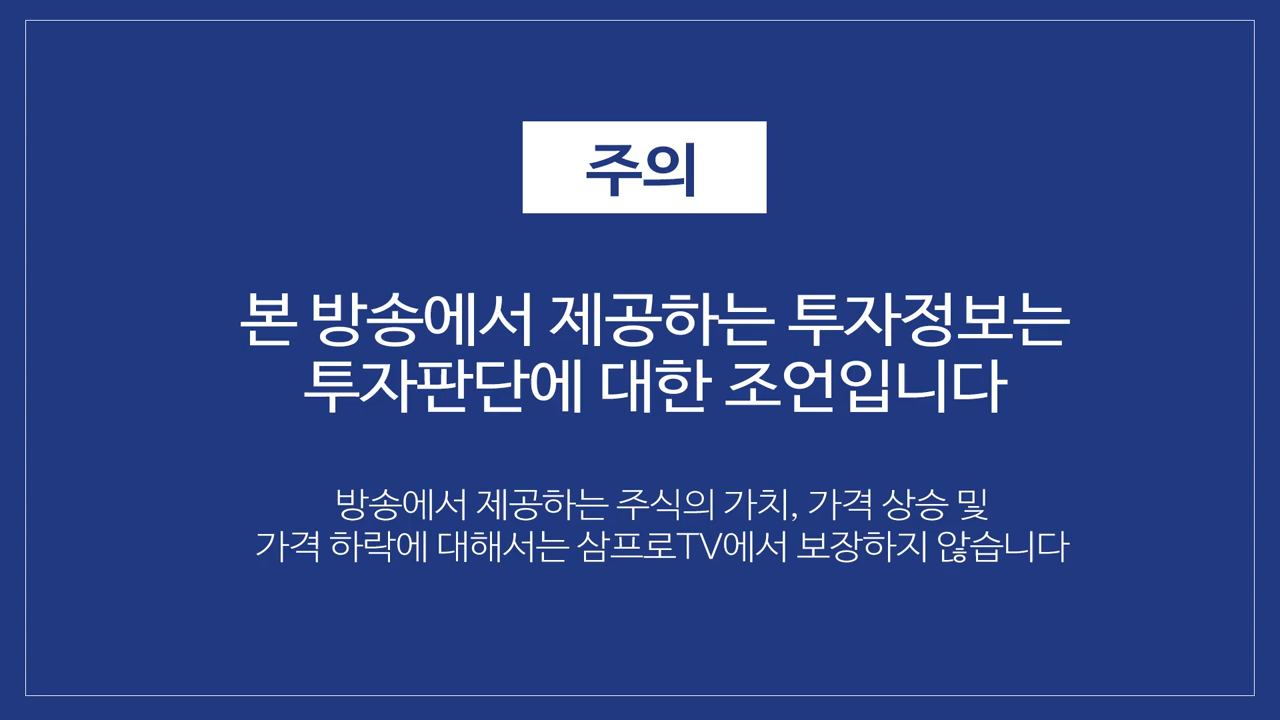 주의
본 방송에서 제공하는 투자정보는
투자판단에 대한 조언입니다
방송에서 제공하는 주식의 가치, 가격 상승 및
가격 하락에 대해서는 삼프로TV에서 보장하지 않습니다